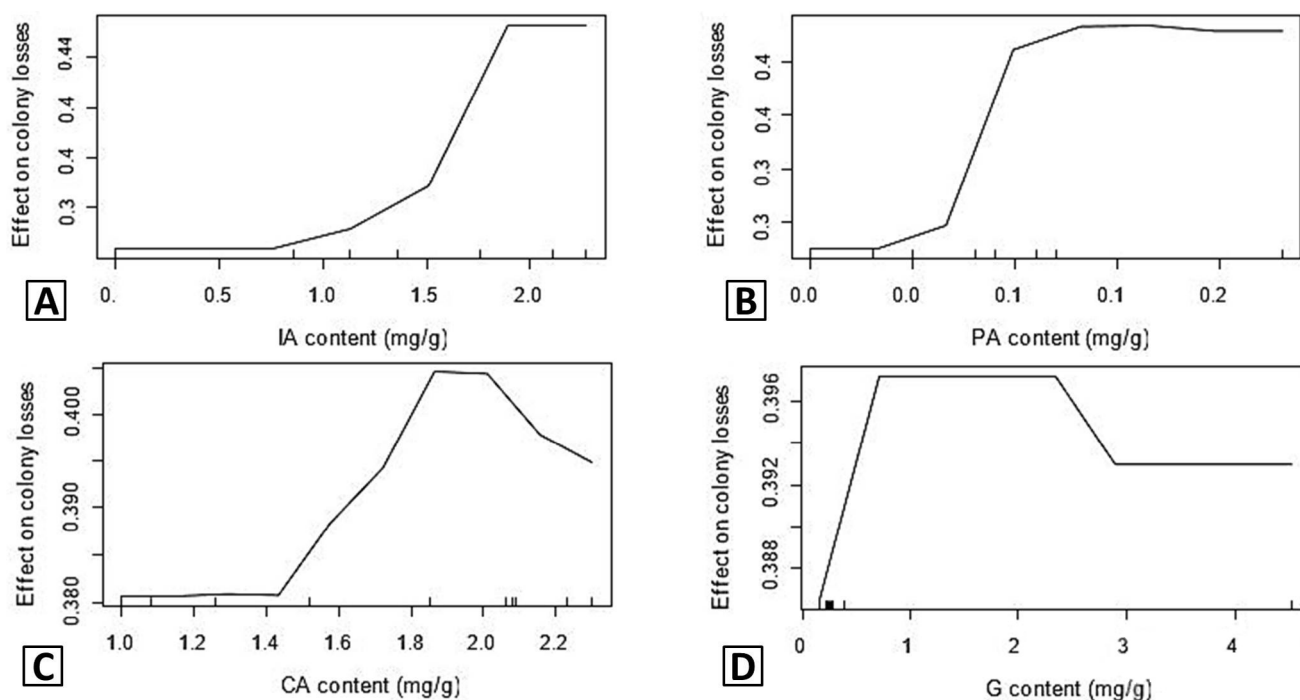 Effect on colony losses
0.44
0.4
0.4
0.3
0. 0.5 1.0 1.5 2.0
A
IA content (mg/g)
Effect on colony losses
0.4
0.4
0.3
0.3
0.0 0.0 0.1 0.1 0.2
B
PA content (mg/g)
Effect on colony losses
0.400
0.390
0.380
1.0 1.2 1.4 1.6 1.8 2.0 2.2
C
CA content (mg/g)
Effect on colony losses
0.396
0.392
0.388
0 1 2 3 4
D
G content (mg/g)